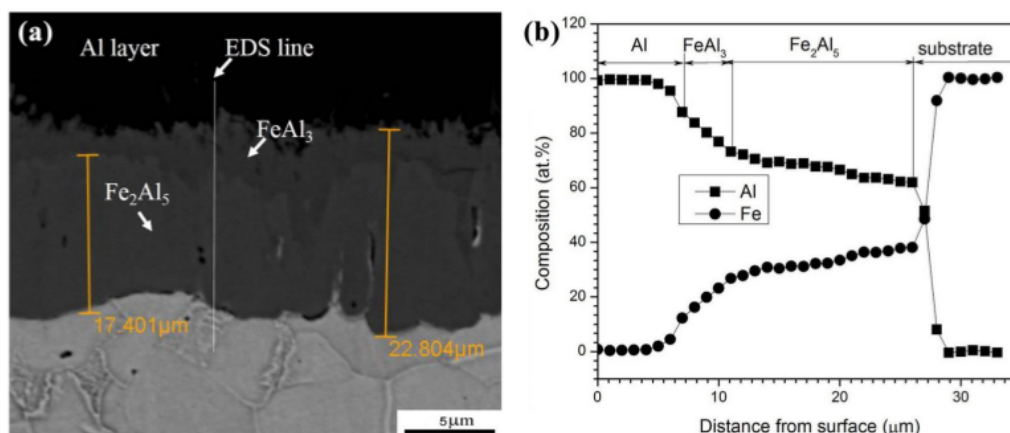 (a)
Al layer
EDS line
FeAl₃
Fe₂Al₅
17.401μm
22.804μm
5μm
(b)
120
100
80
60
40
20
0
Composition (at.%)
Al
FeAl₃
Fe₂Al₅
substrate
Al
Fe
0
10
20
30
Distance from surface (μm)